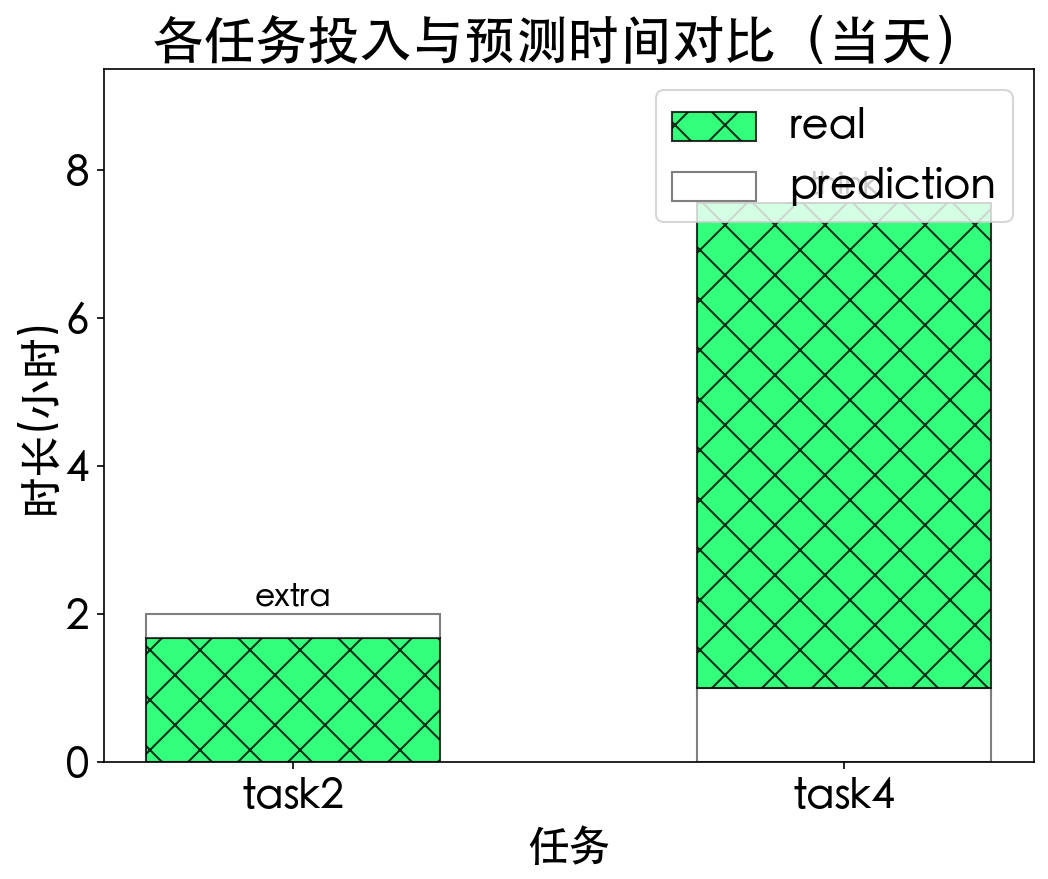 各任务投入与预测时间对比（当天）
real
prediction
时长(小时)
8
6
4
2
0
extra
task2
task4
任务